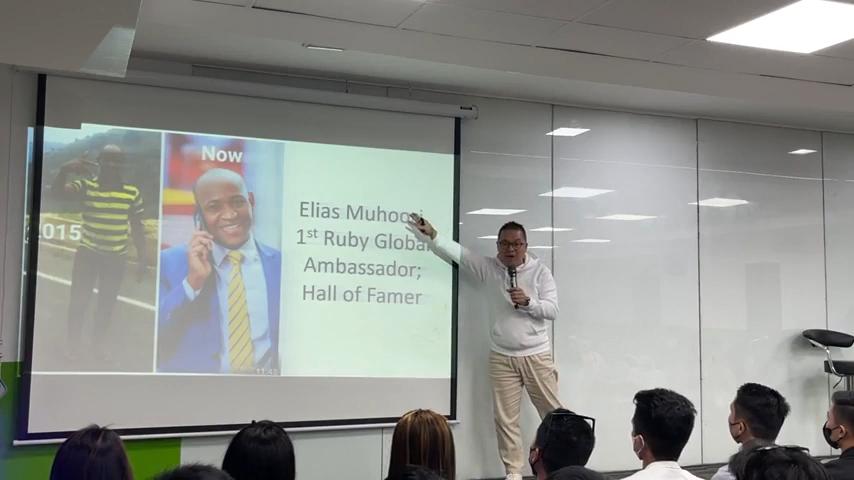 2015
Now
Elias Muhoozi
1st Ruby Global
Ambassador;
Hall of Famer